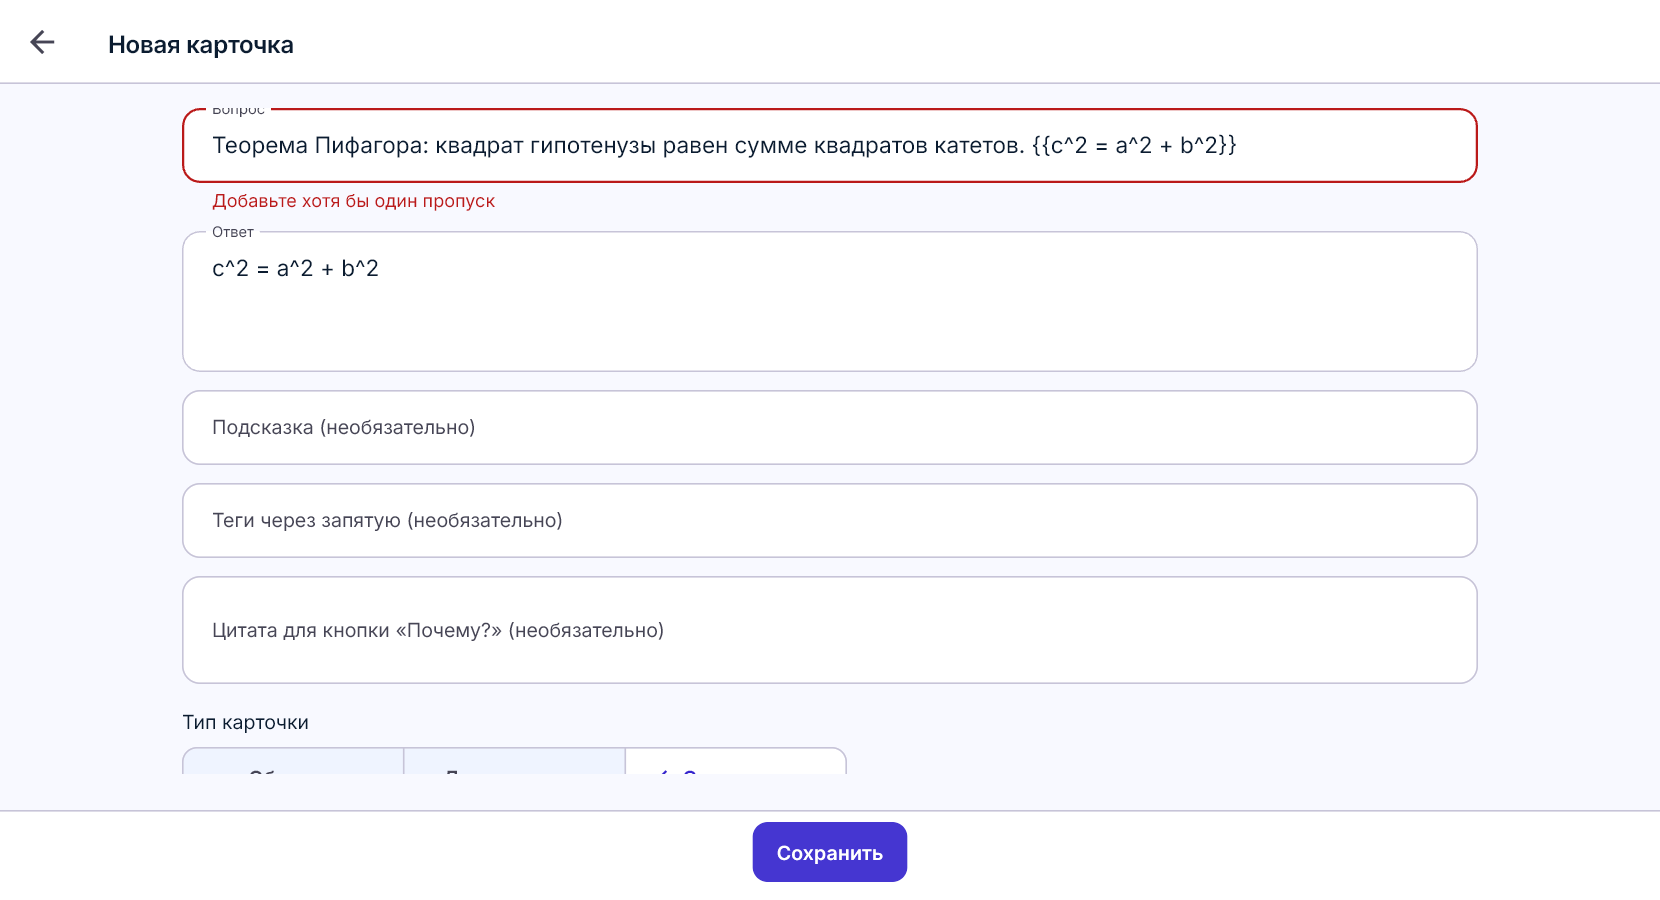 Новая карточка
Вопрос
Теорема Пифагора: квадрат гипотенузы равен сумме квадратов катетов. {{c^2 = a^2 + b^2}}
Добавьте хотя бы один пропуск
Ответ
c^2 = a^2 + b^2
Подсказка (необязательно)
Теги через запятую (необязательно)
Цитата для кнопки «Почему?» (необязательно)
Тип карточки
Сохранить